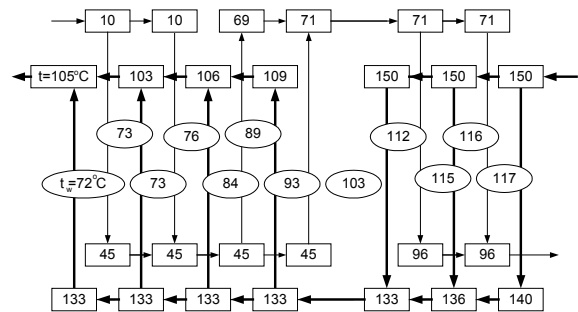 10 10 69 71 71 71
t=105°C 103 106 109 150 150 150
73 76 89 112 116
t_w=72°C 73 84 93 103 115 117
45 45 45 45 96 96
133 133 133 133 133 136 140